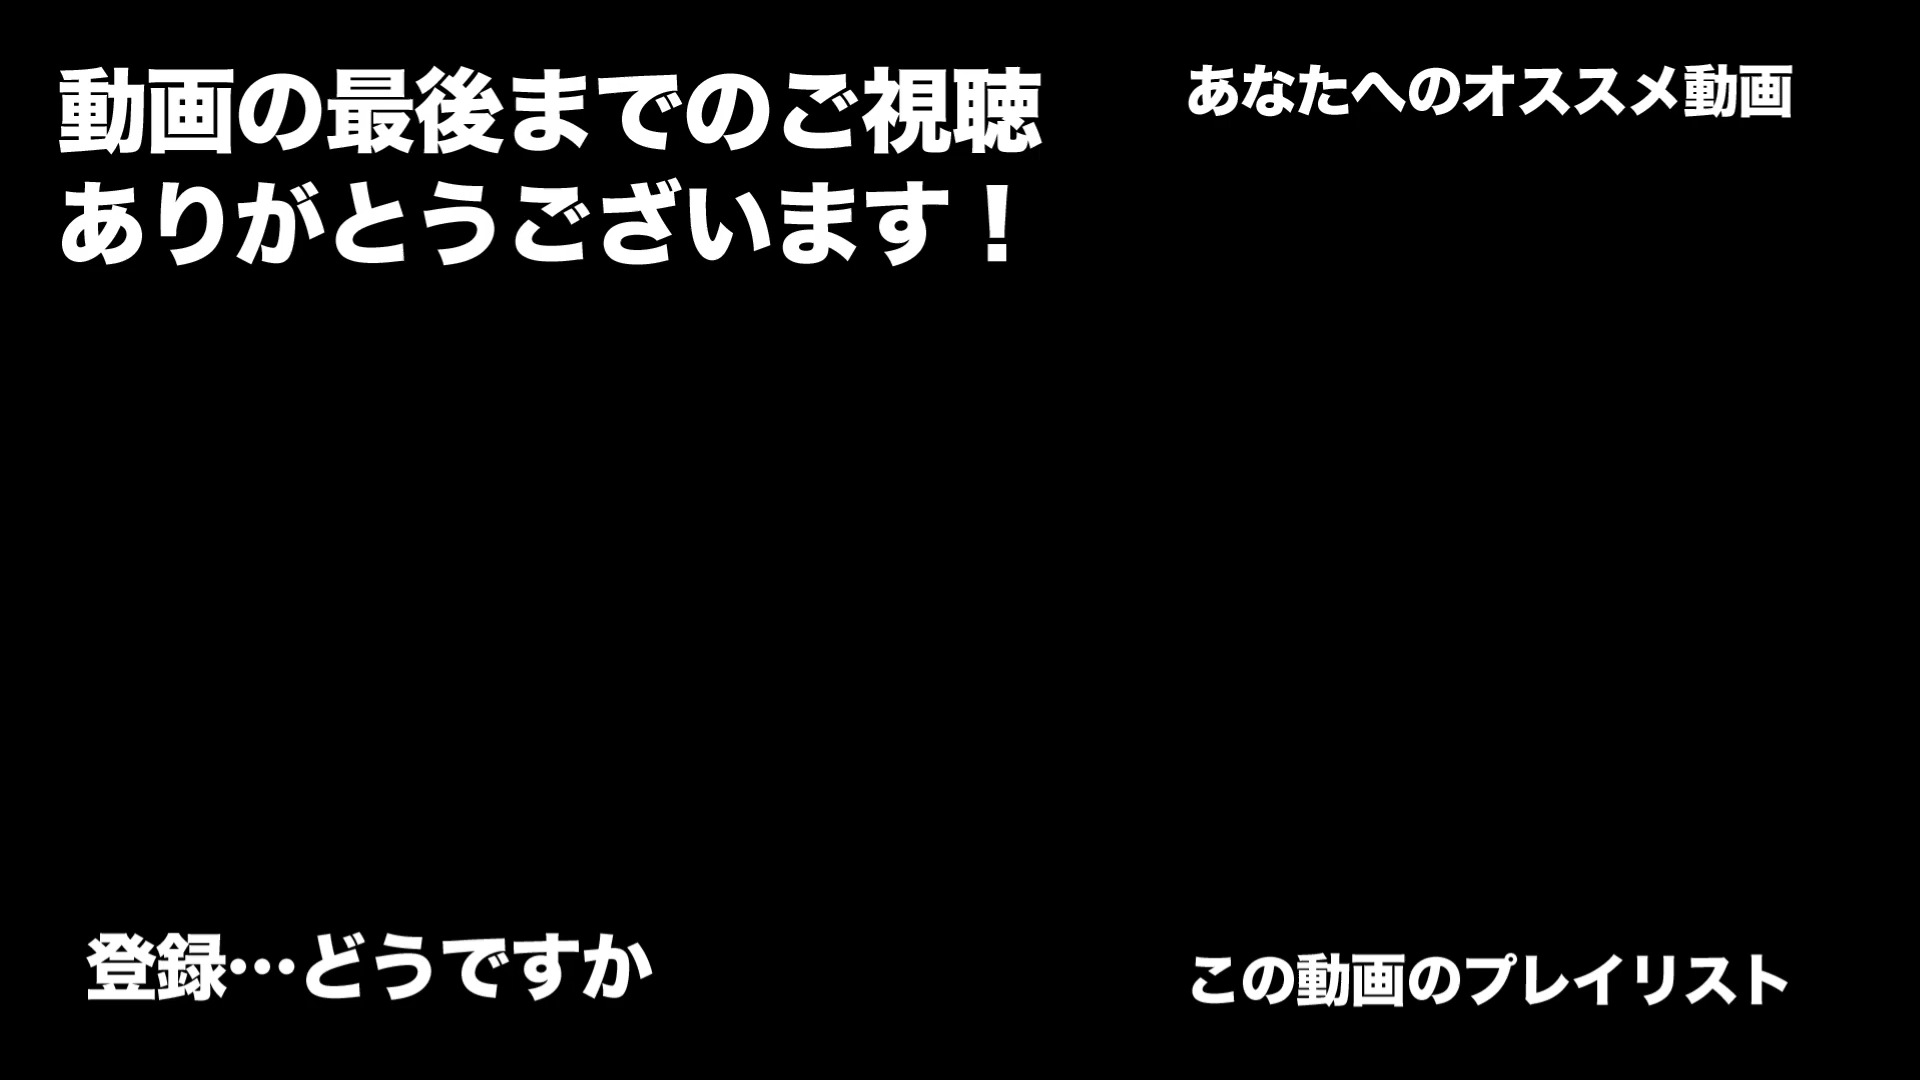 動画の最後までのご視聴
ありがとうございます！
あなたへのオススメ動画
登録…どうですか
この動画のプレイリスト